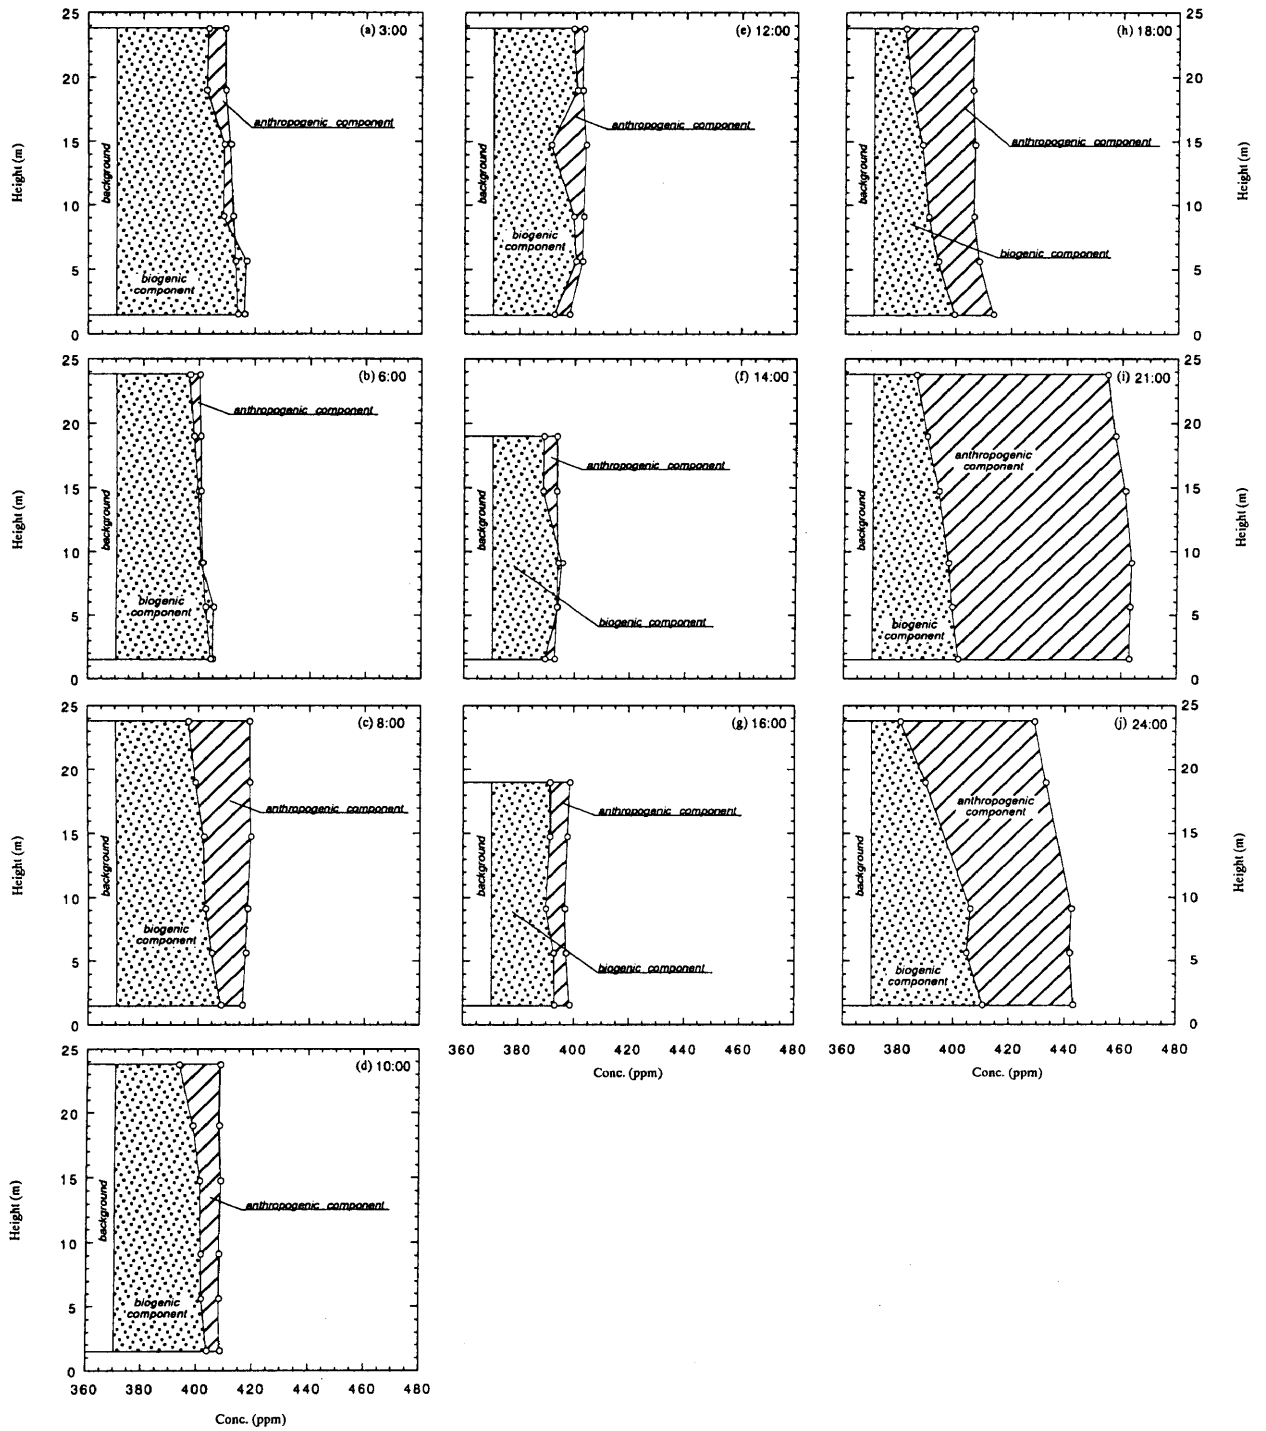 25
20
15
10
5
0
Height (m)
(a) 3:00
background
biogenic
component
anthropogenic component
25
20
15
10
5
0
Height (m)
(b) 6:00
background
biogenic
component
anthropogenic component
25
20
15
10
5
0
Height (m)
(c) 8:00
background
biogenic
component
anthropogenic component
25
20
15
10
5
0
Height (m)
(d) 10:00
background
biogenic
component
anthropogenic component
360 400 420 440 460 480
Conc. (ppm)
(e) 12:00
background
biogenic
component
anthropogenic component
(f) 14:00
background
anthropogenic component
biogenic component
(g) 16:00
background
anthropogenic component
biogenic component
360 400 420 440 460 480
Conc. (ppm)
(h) 18:00
background
anthropogenic component
biogenic component
25
20
15
10
5
0
Height (m)
(i) 21:00
background
anthropogenic
component
biogenic
component
25
20
15
10
5
0
Height (m)
(j) 24:00
background
anthropogenic
component
biogenic
component
25
20
15
10
5
0
Height (m)
360 400 420 440 460 480
Conc. (ppm)